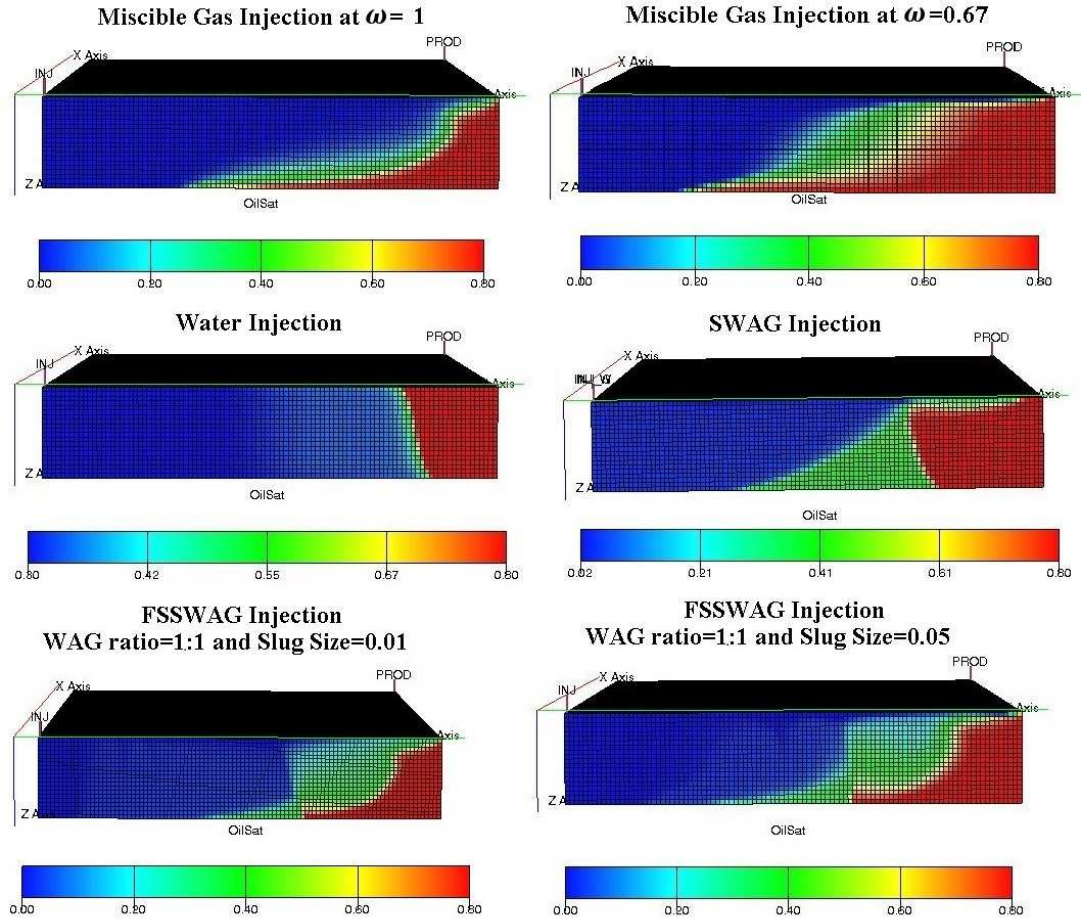 Miscible Gas Injection at ω= 1
X Axis
PROD
INJ
Axis
Z A
OilSat
0.00 0.20 0.40 0.60 0.80
Miscible Gas Injection at ω=0.67
PROD
X Axis
INJ
Axis
Z A
OilSat
0.00 0.20 0.40 0.60 0.80
Water Injection
X Axis
PROD
INJ
Axis
Z A
OilSat
0.30 0.42 0.55 0.67 0.80
SWAG Injection
PROD
X Axis
Axis
Z A
OilSat
0.02 0.21 0.41 0.61 0.80
FSSWAG Injection
WAG ratio=1:1 and Slug Size=0.01
PROD
X Axis
INJ
Axis
Z A
OilSat
0.00 0.20 0.40 0.60 0.80
FSSWAG Injection
WAG ratio=1:1 and Slug Size=0.05
PROD
X Axis
INJ
Axis
Z A
OilSat
0.00 0.20 0.40 0.60 0.80